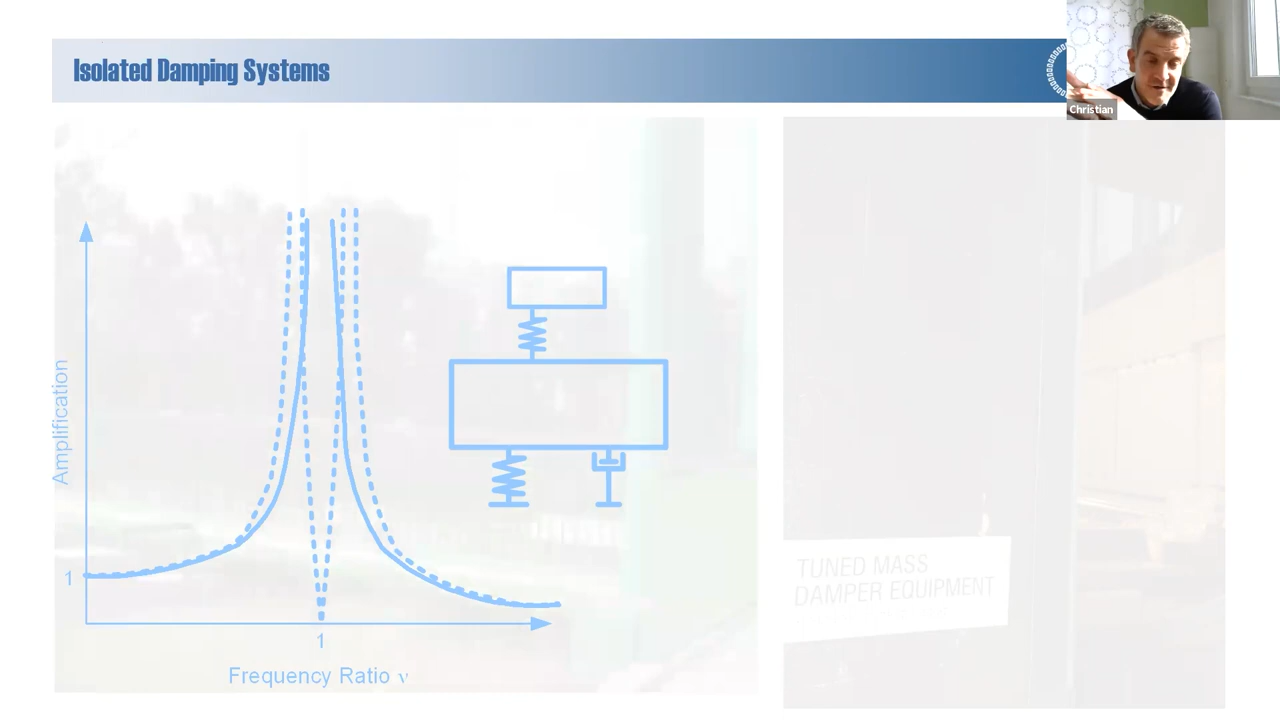 Isolated Damping Systems
Christian
Amplification
1
1
Frequency Ratio ν
TUNED MASS
DAMPER EQUIPMENT